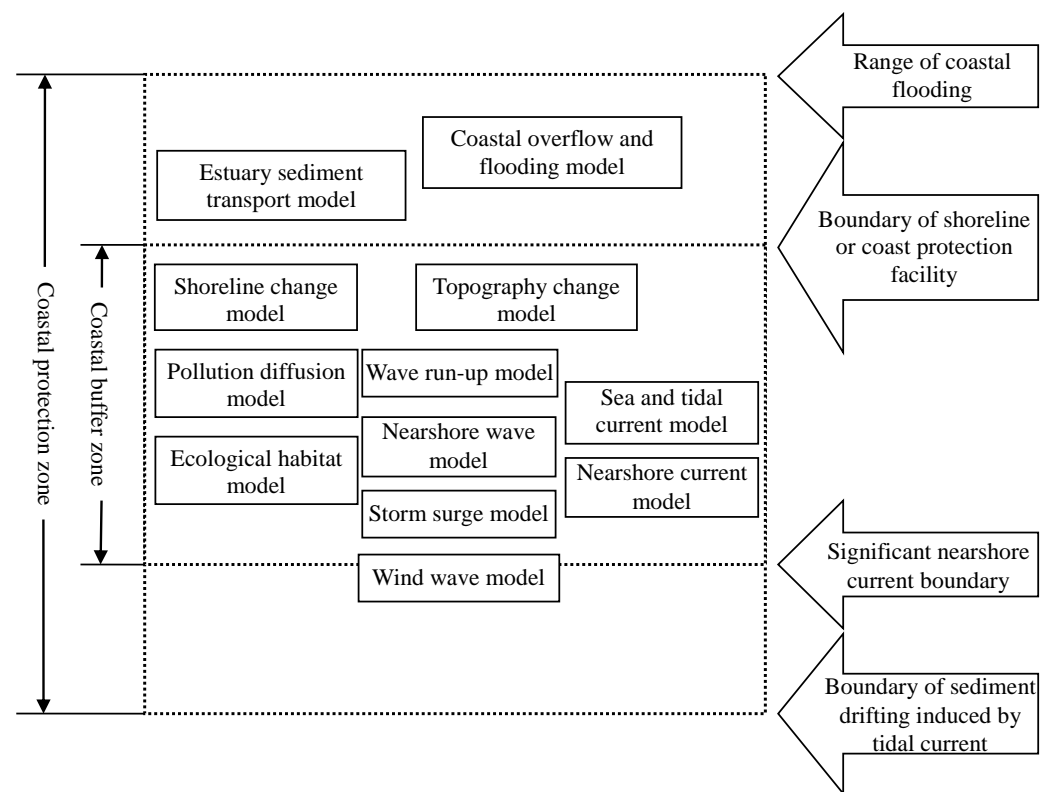 Range of coastal
flooding
Coastal overflow and
flooding model
Estuary sediment
transport model
Boundary of shoreline
or coast protection
facility
Coastal protection zone
Coastal buffer zone
Shoreline change
model
Topography change
model
Pollution diffusion
model
Wave run-up model
Sea and tidal
current model
Nearshore wave
model
Ecological habitat
model
Nearshore current
model
Storm surge model
Wind wave model
Significant nearshore
current boundary
Boundary of sediment
drifting induced by
tidal current